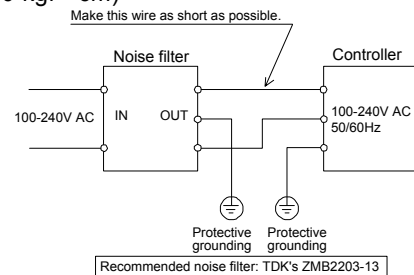 Make this wire as short as possible.
Noise filter
Controller
100-240V AC
IN
OUT
100-240V AC
50/60Hz
Protective
grounding
Protective
grounding
Recommended noise filter: TDK's ZMB2203-13